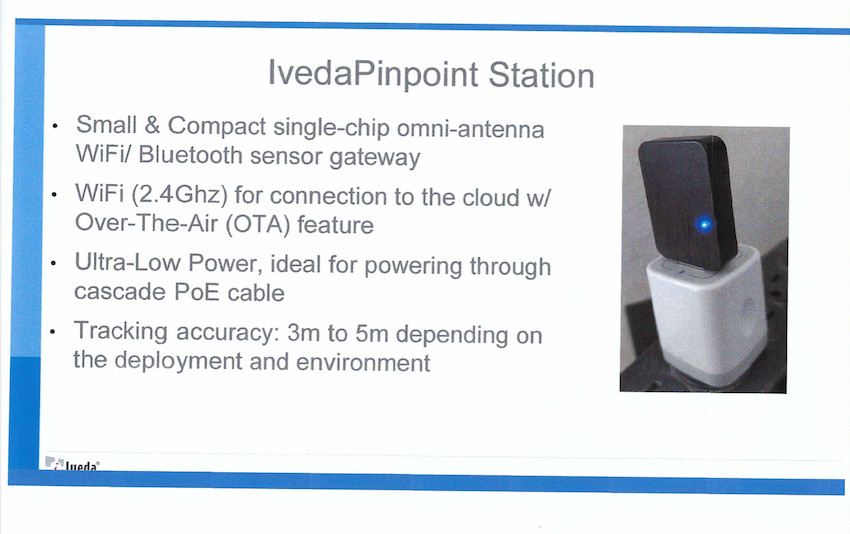 IvedaPinpoint Station
• Small & Compact single-chip omni-antenna
WiFi/ Bluetooth sensor gateway
• WiFi (2.4Ghz) for connection to the cloud w/
Over-The-Air (OTA) feature
• Ultra-Low Power, ideal for powering through
cascade PoE cable
• Tracking accuracy: 3m to 5m depending on
the deployment and environment
Iveda®